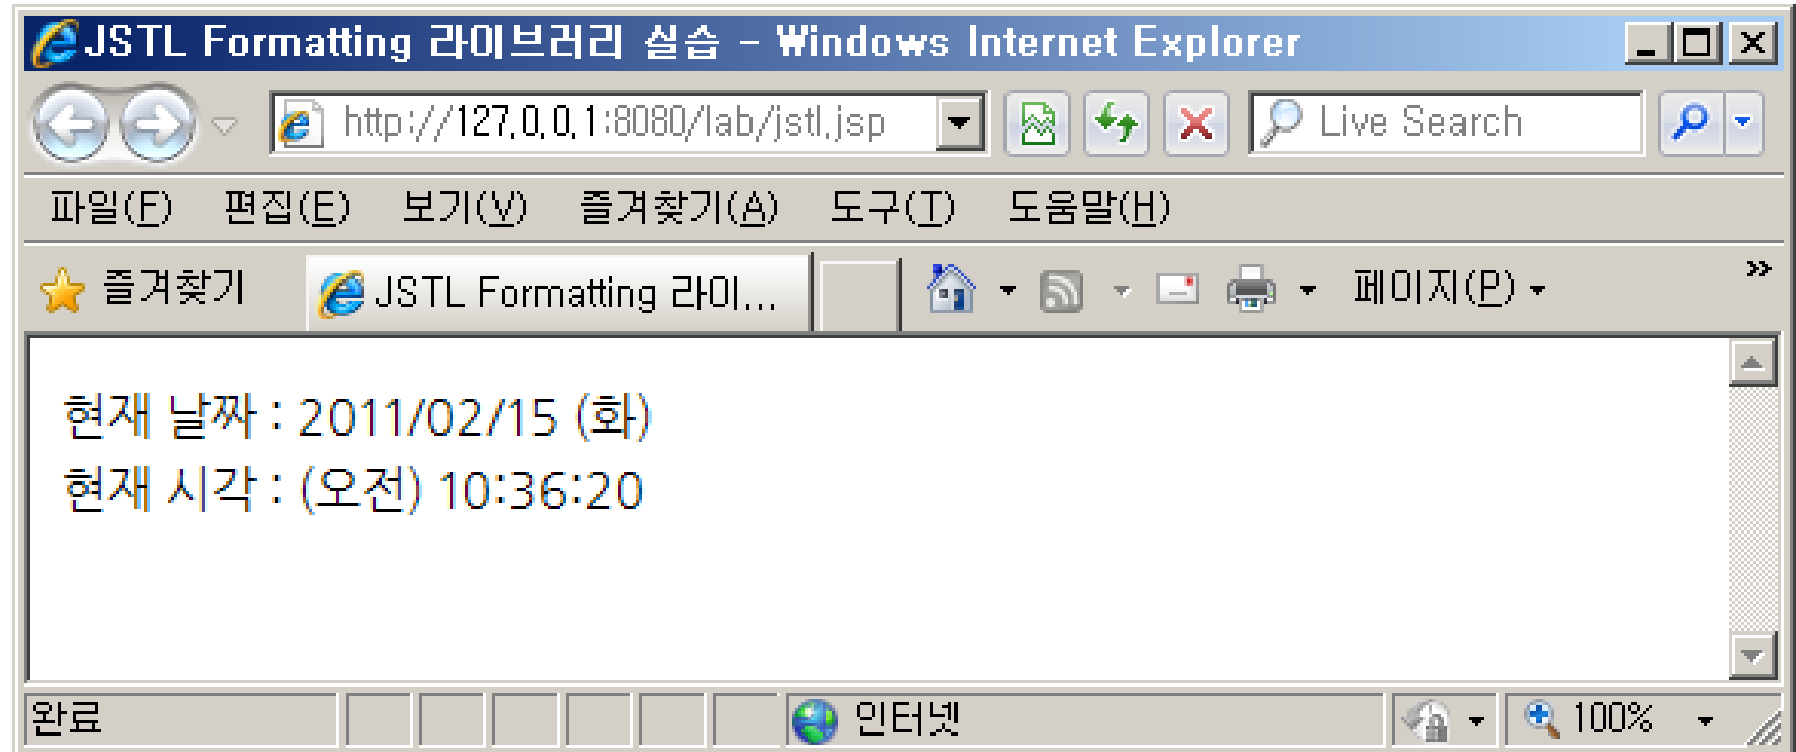 JSTL Formatting 라이브러리 실습 - Windows Internet Explorer
http://127.0.0.1:8080/lab/jstl.jsp Live Search
파일(F) 편집(E) 보기(V) 즐겨찾기(A) 도구(T) 도움말(H)
즐겨찾기 JSTL Formatting 라이... 페이지(P) »
현재 날짜 : 2011/02/15 (화)
현재 시각 : (오전) 10:36:20
완료 인터넷 100%